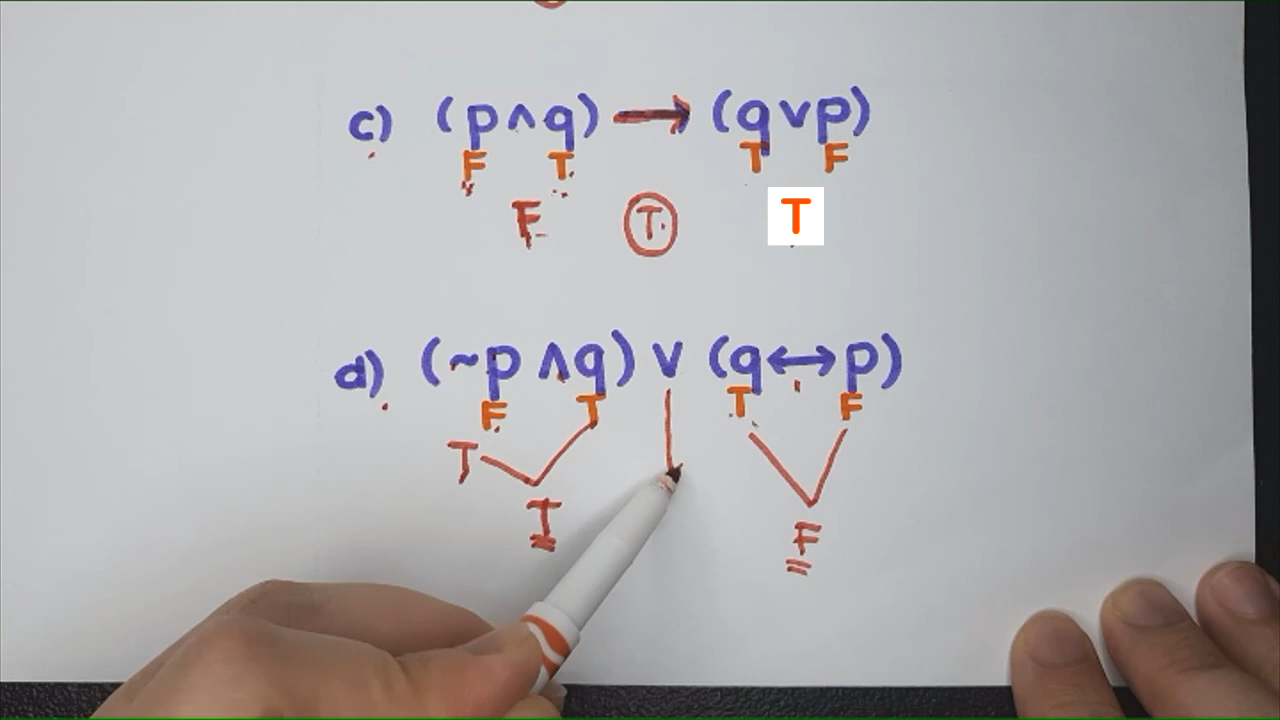 c) (p∧q) → (q∨p)
F T T F
F T T
d) (~p ∧q) ∨ (q↔p)
F T T F
T
T F